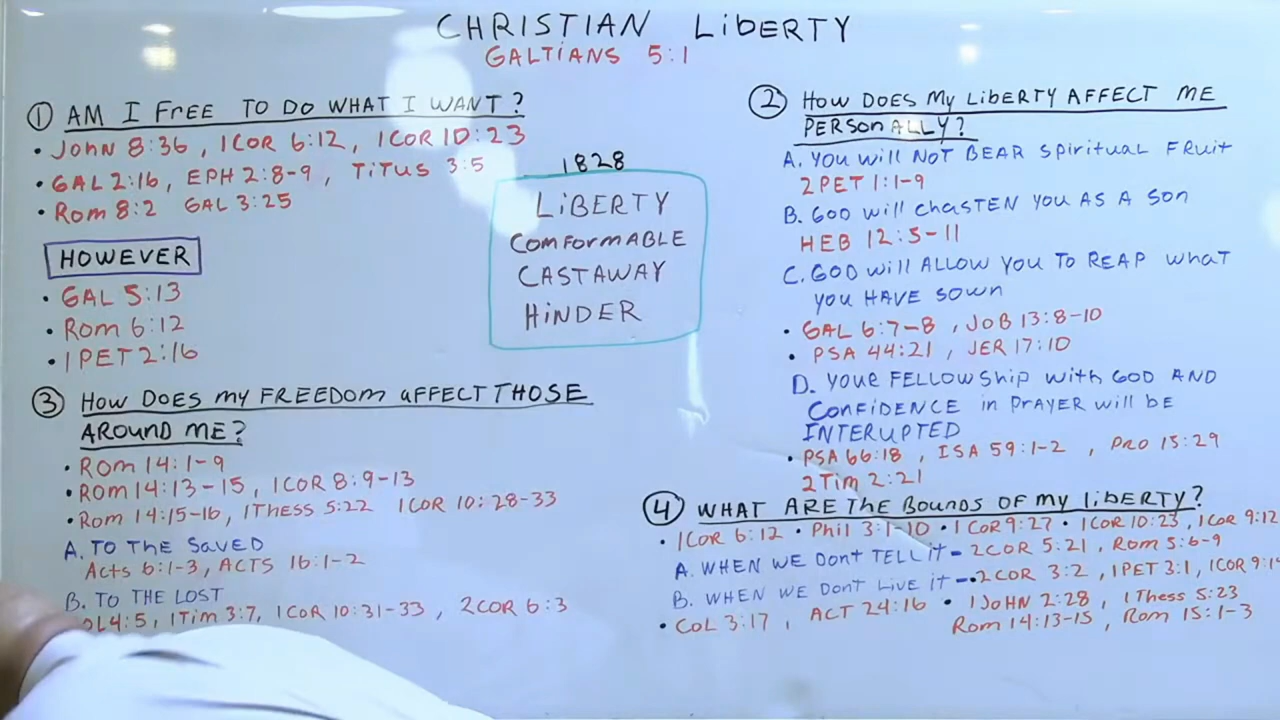 CHRISTIAN LIBERTY
GALTIANS 5:1
① AM I FREE TO DO WHAT I WANT?
• JOHN 8:36, 1COR 6:12, 1COR 10:23
• GAL 2:16, EPH 2:8-9, TITUS 3:5
• ROM 8:2 GAL 3:25
HOWEVER
• GAL 5:13
• ROM 6:12
• 1PET 2:16
1828
LIBERTY
COMFORMABLE
CASTAWAY
HINDER
② HOW DOES MY LIBERTY AFFECT ME
PERSONALLY?
A. YOU WILL NOT BEAR SPIRITUAL FRUIT
2PET 1:1-9
B. GOD WILL CHASTEN YOU AS A SON
HEB 12:5-11
C. GOD WILL ALLOW YOU TO REAP WHAT
YOU HAVE SOWN
• GAL 6:7-8, JOB 13:8-10
• PSA 44:21, JER 17:10
D. YOUR FELLOWSHIP WITH GOD AND
CONFIDENCE IN PRAYER WILL BE
INTERUPTED
• PSA 66:18, ISA 59:1-2, PRO 15:29
2TIM 2:21
③ HOW DOES MY FREEDOM AFFECT THOSE
AROUND ME?
• ROM 14:1-9
• ROM 14:13-15, 1COR 8:9-13
• ROM 14:15-16, 1THESS 5:22 1COR 10:28-33
A. TO THE SAVED
ACTS 6:1-3, ACTS 16:1-2
B. TO THE LOST
OL 4:5, 1TIM 3:7, 1COR 10:31-33, 2COR 6:3
④ WHAT ARE THE BOUNDS OF MY LIBERTY?
• 1COR 6:12 • PHIL 3:1-10 • 1COR 9:27 • 1COR 10:23, 1COR 9:12
A. WHEN WE DONT TELL IT - 2COR 5:21, ROM 5:6-9
B. WHEN WE DONT LIVE IT - • 2COR 3:2, 1PET 3:1, 1COR 9:1
• COL 3:17, ACT 24:16 • 1JOHN 2:28, 1THESS 5:23
ROM 14:13-15, ROM 15:1-3